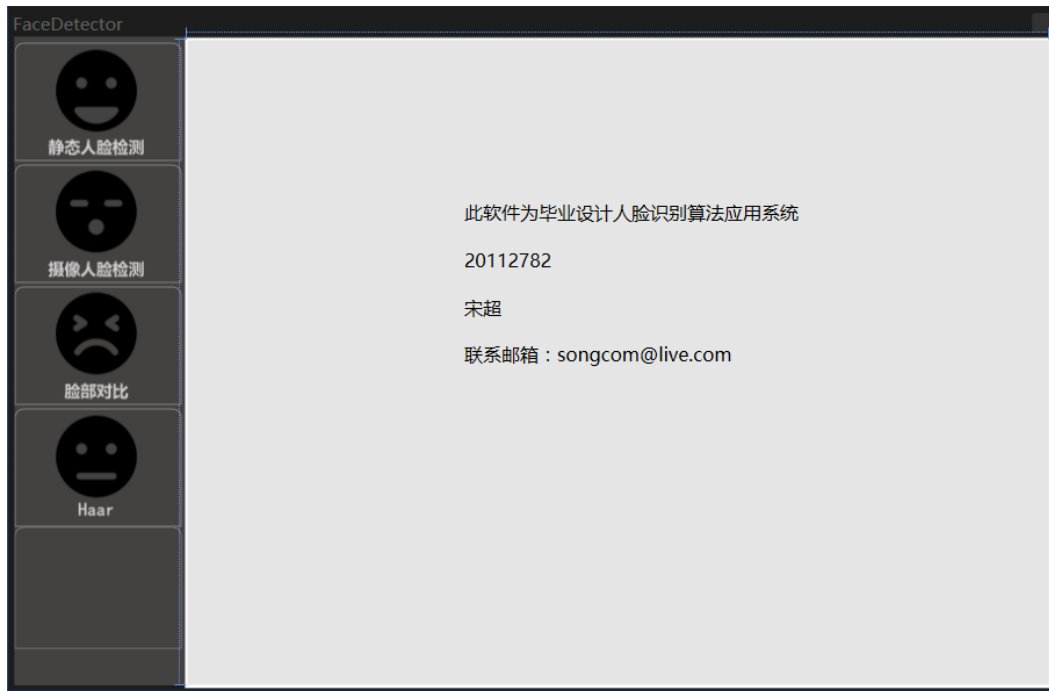 FaceDetector
静态人脸检测
摄像人脸检测
脸部对比
Haar
此软件为毕业设计人脸识别算法应用系统
20112782
宋超
联系邮箱：songcom@live.com